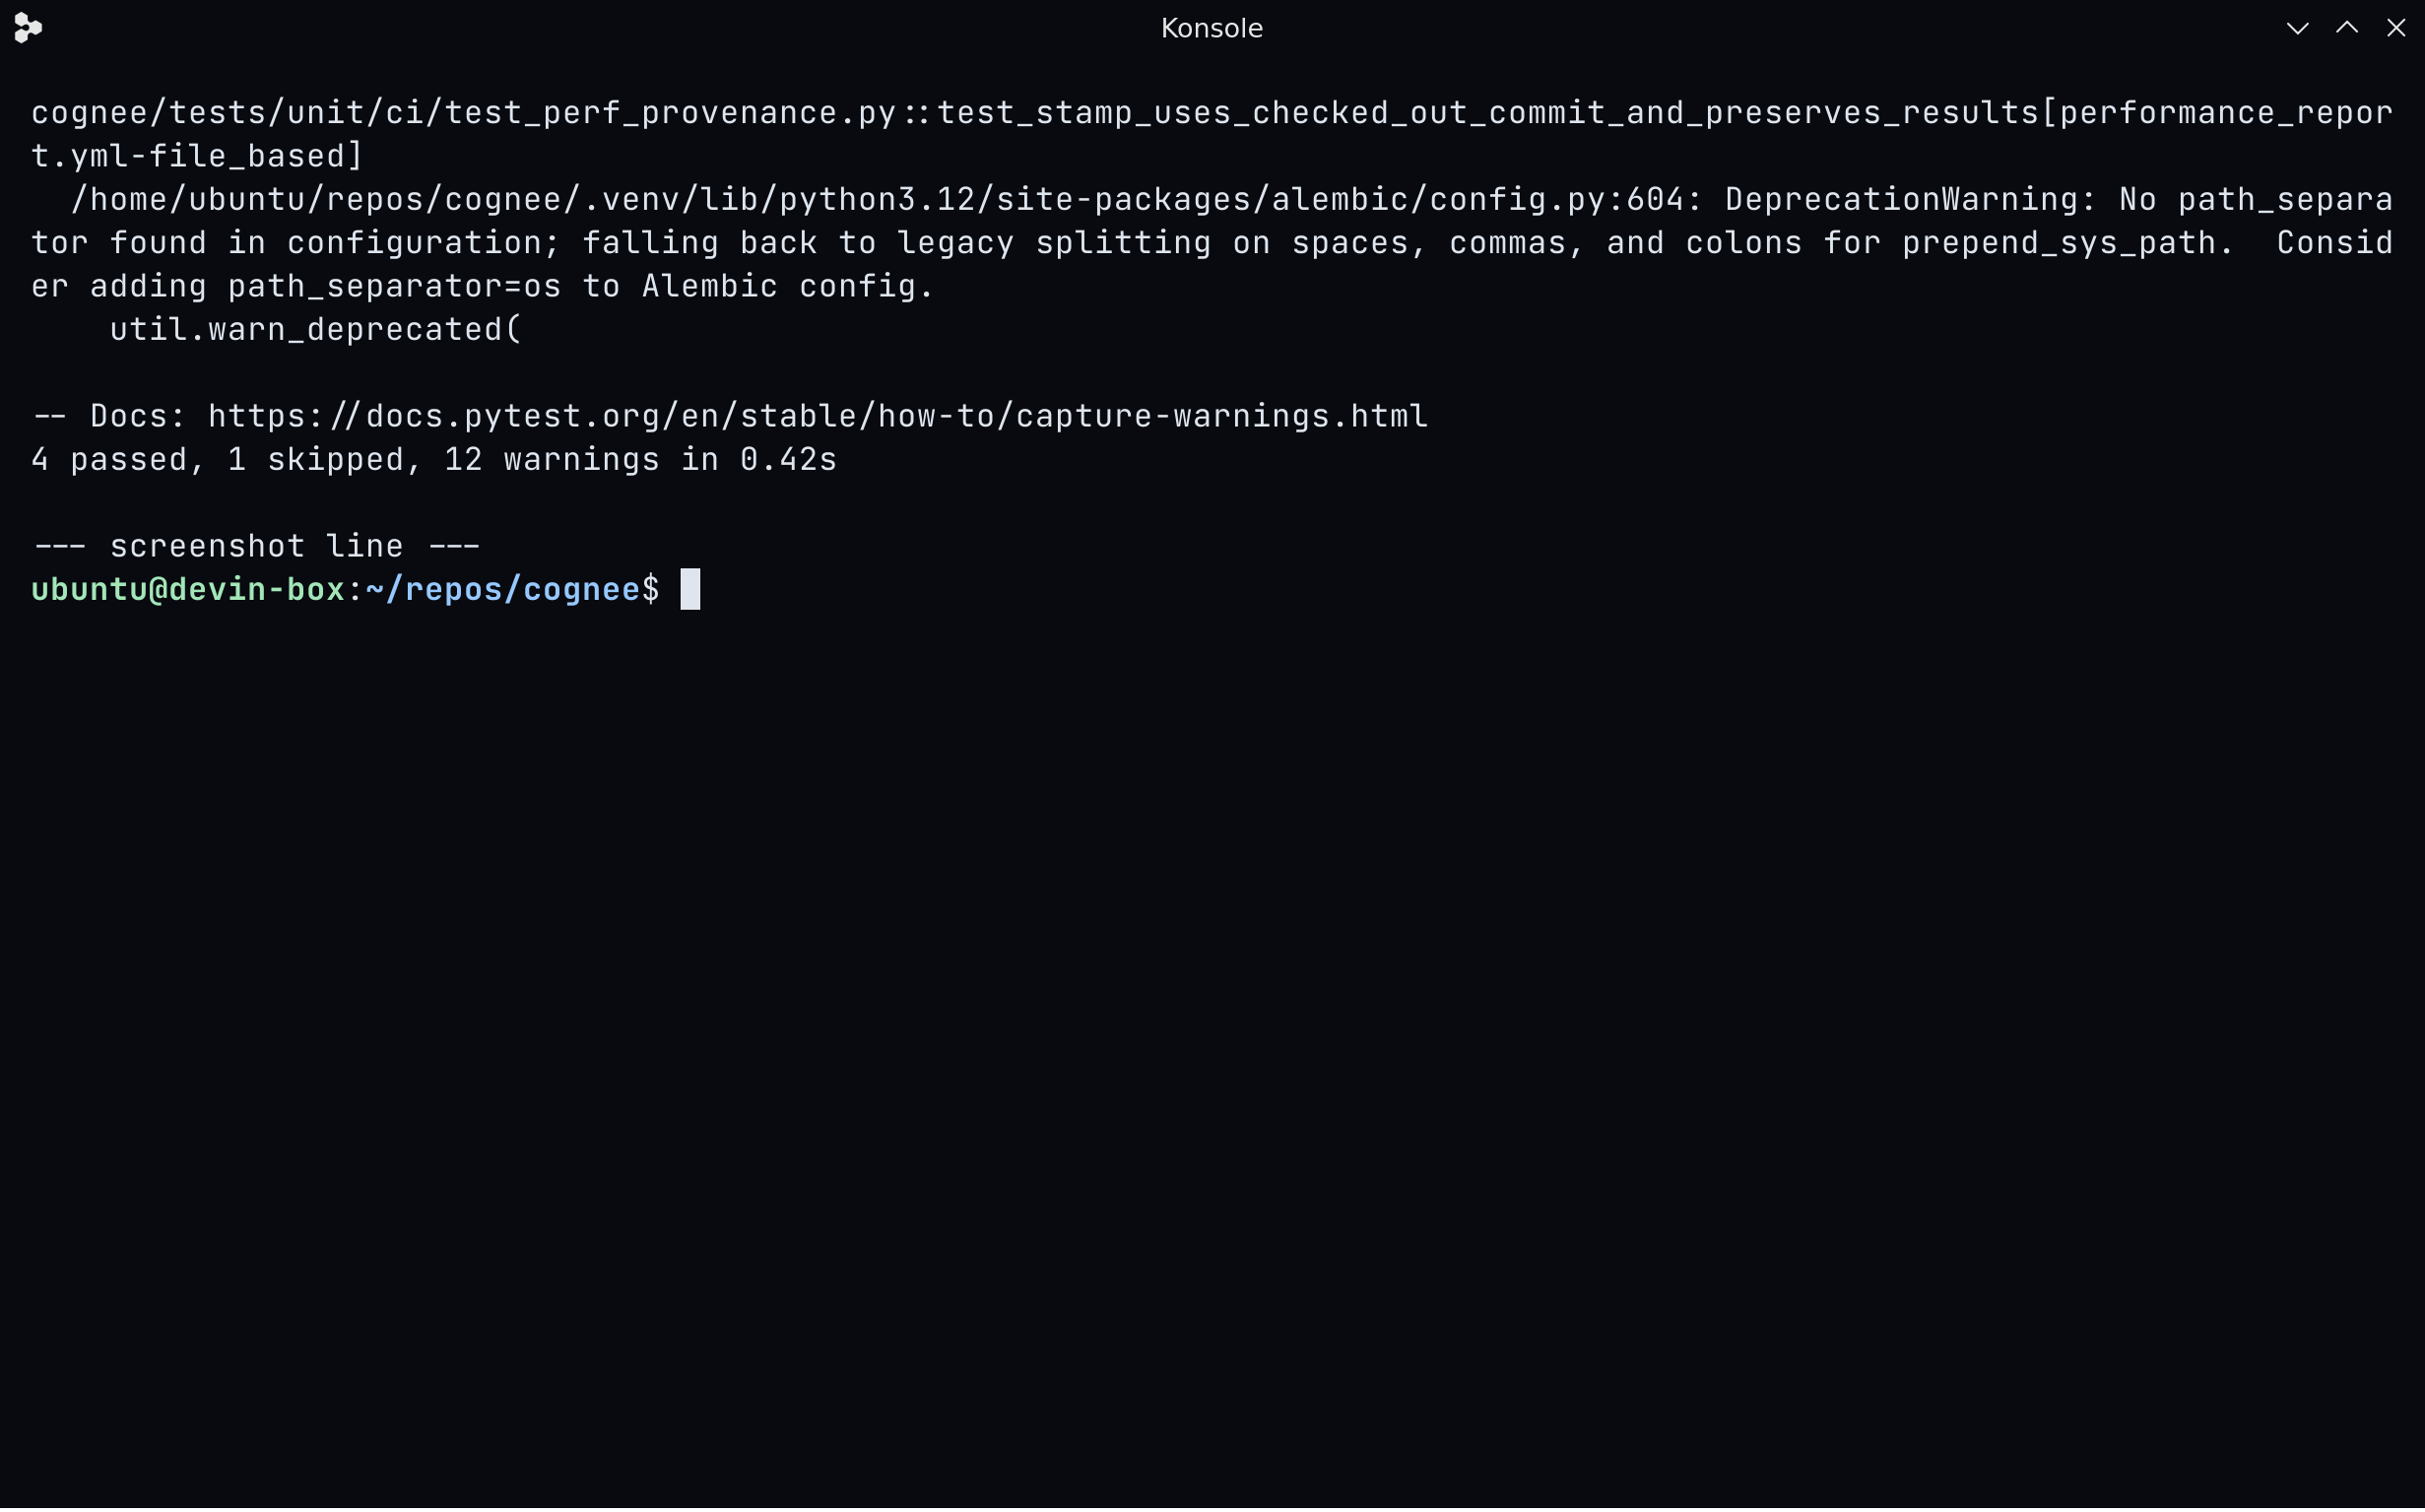 Konsole
cognee/tests/unit/ci/test_perf_provenance.py::test_stamp_uses_checked_out_commit_and_preserves_results[performance_repor
t.yml-file_based]
  /home/ubuntu/repos/cognee/.venv/lib/python3.12/site-packages/alembic/config.py:604: DeprecationWarning: No path_separa
tor found in configuration; falling back to legacy splitting on spaces, commas, and colons for prepend_sys_path.  Consid
er adding path_separator=os to Alembic config.
    util.warn_deprecated(
-- Docs: https://docs.pytest.org/en/stable/how-to/capture-warnings.html
4 passed, 1 skipped, 12 warnings in 0.42s
--- screenshot line ---
ubuntu@devin-box:~/repos/cognee$